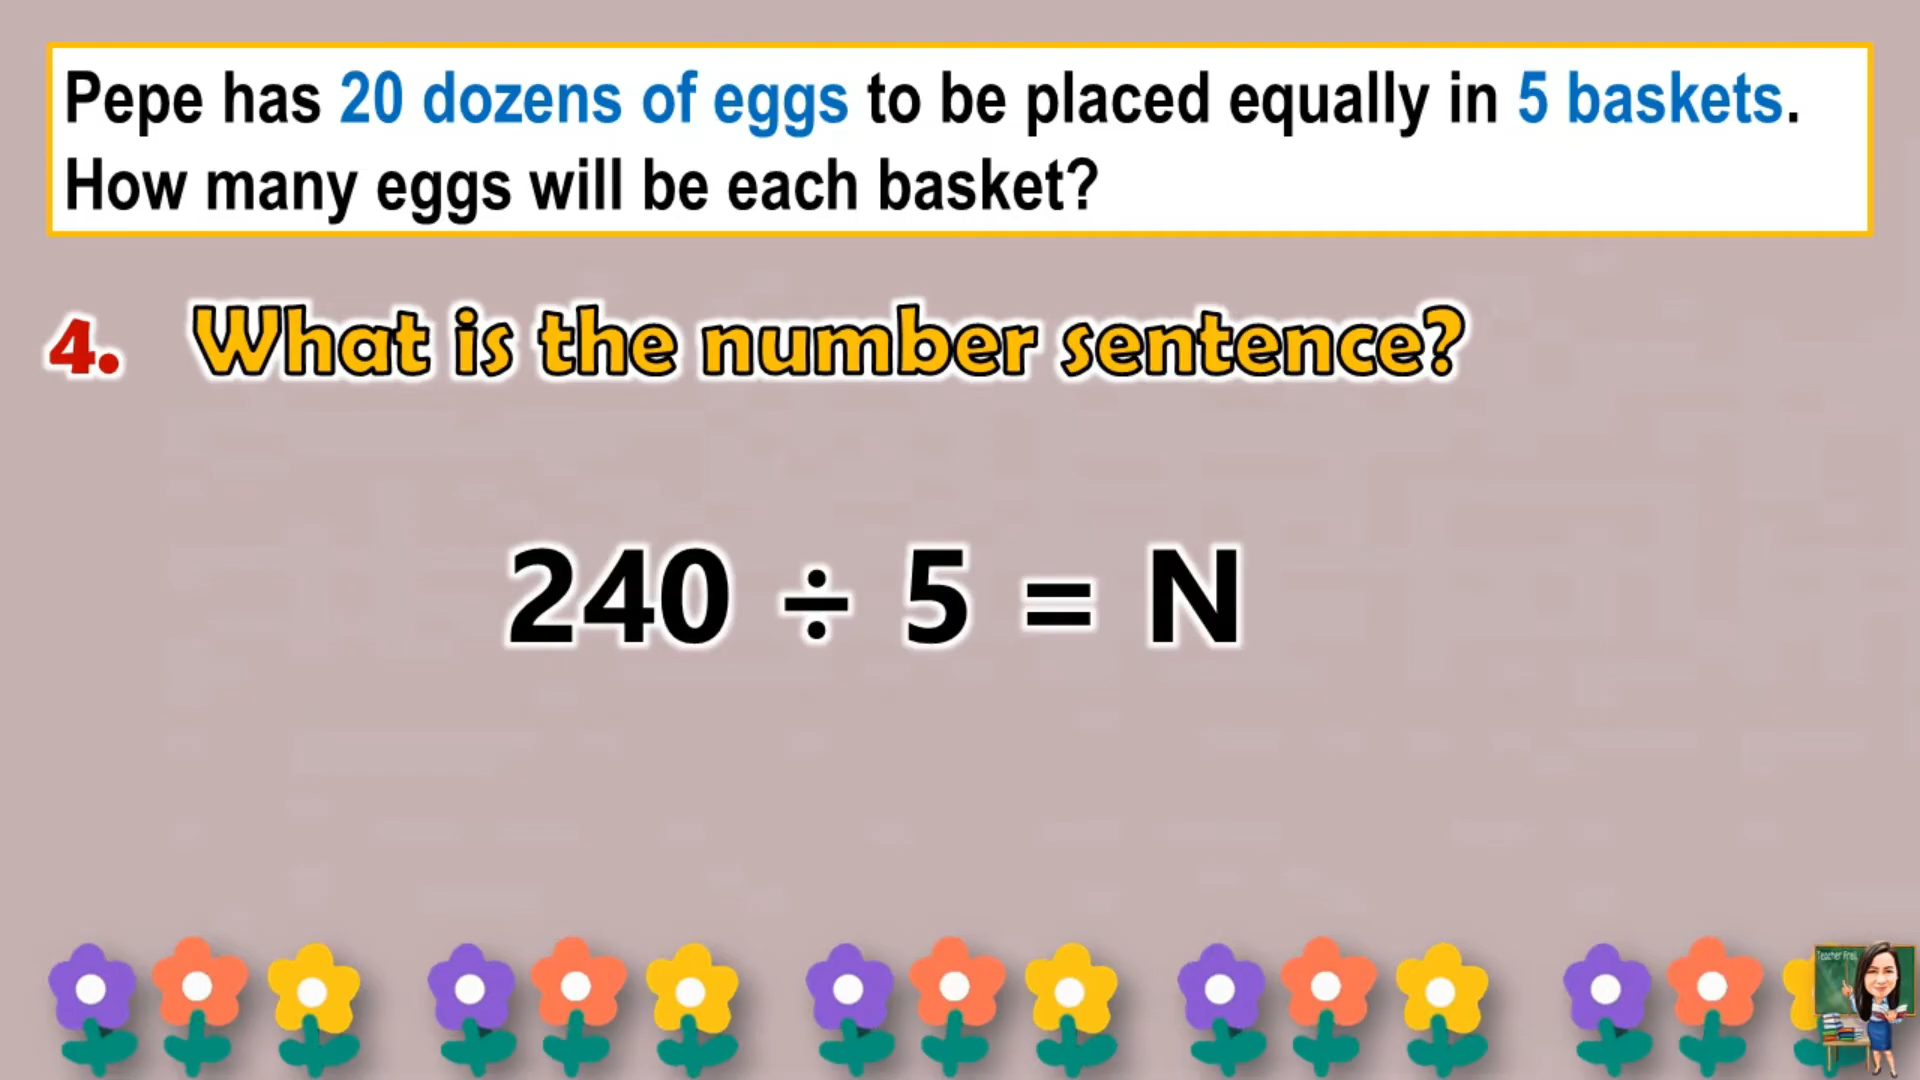 Pepe has 20 dozens of eggs to be placed equally in 5 baskets.
How many eggs will be each basket?
4. What is the number sentence?
240 ÷ 5 = N